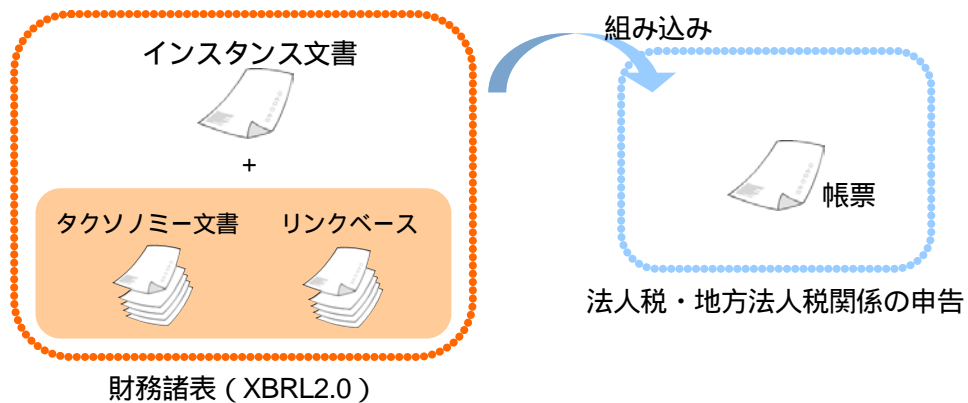 インスタンス文書
+
タクソノミー文書 リンクベース
財務諸表（XBRL2.0）
組み込み
帳票
法人税・地方法人税関係の申告